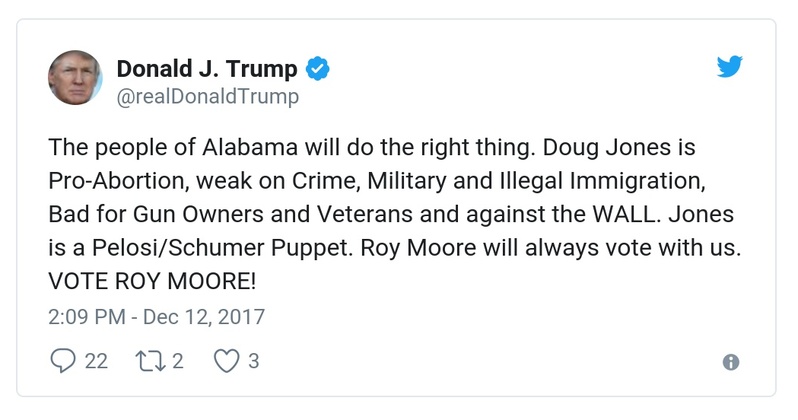 Donald J. Trump
@realDonaldTrump
The people of Alabama will do the right thing. Doug Jones is
Pro-Abortion, weak on Crime, Military and Illegal Immigration,
Bad for Gun Owners and Veterans and against the WALL. Jones
is a Pelosi/Schumer Puppet. Roy Moore will always vote with us.
VOTE ROY MOORE!
2:09 PM - Dec 12, 2017
22 2 3